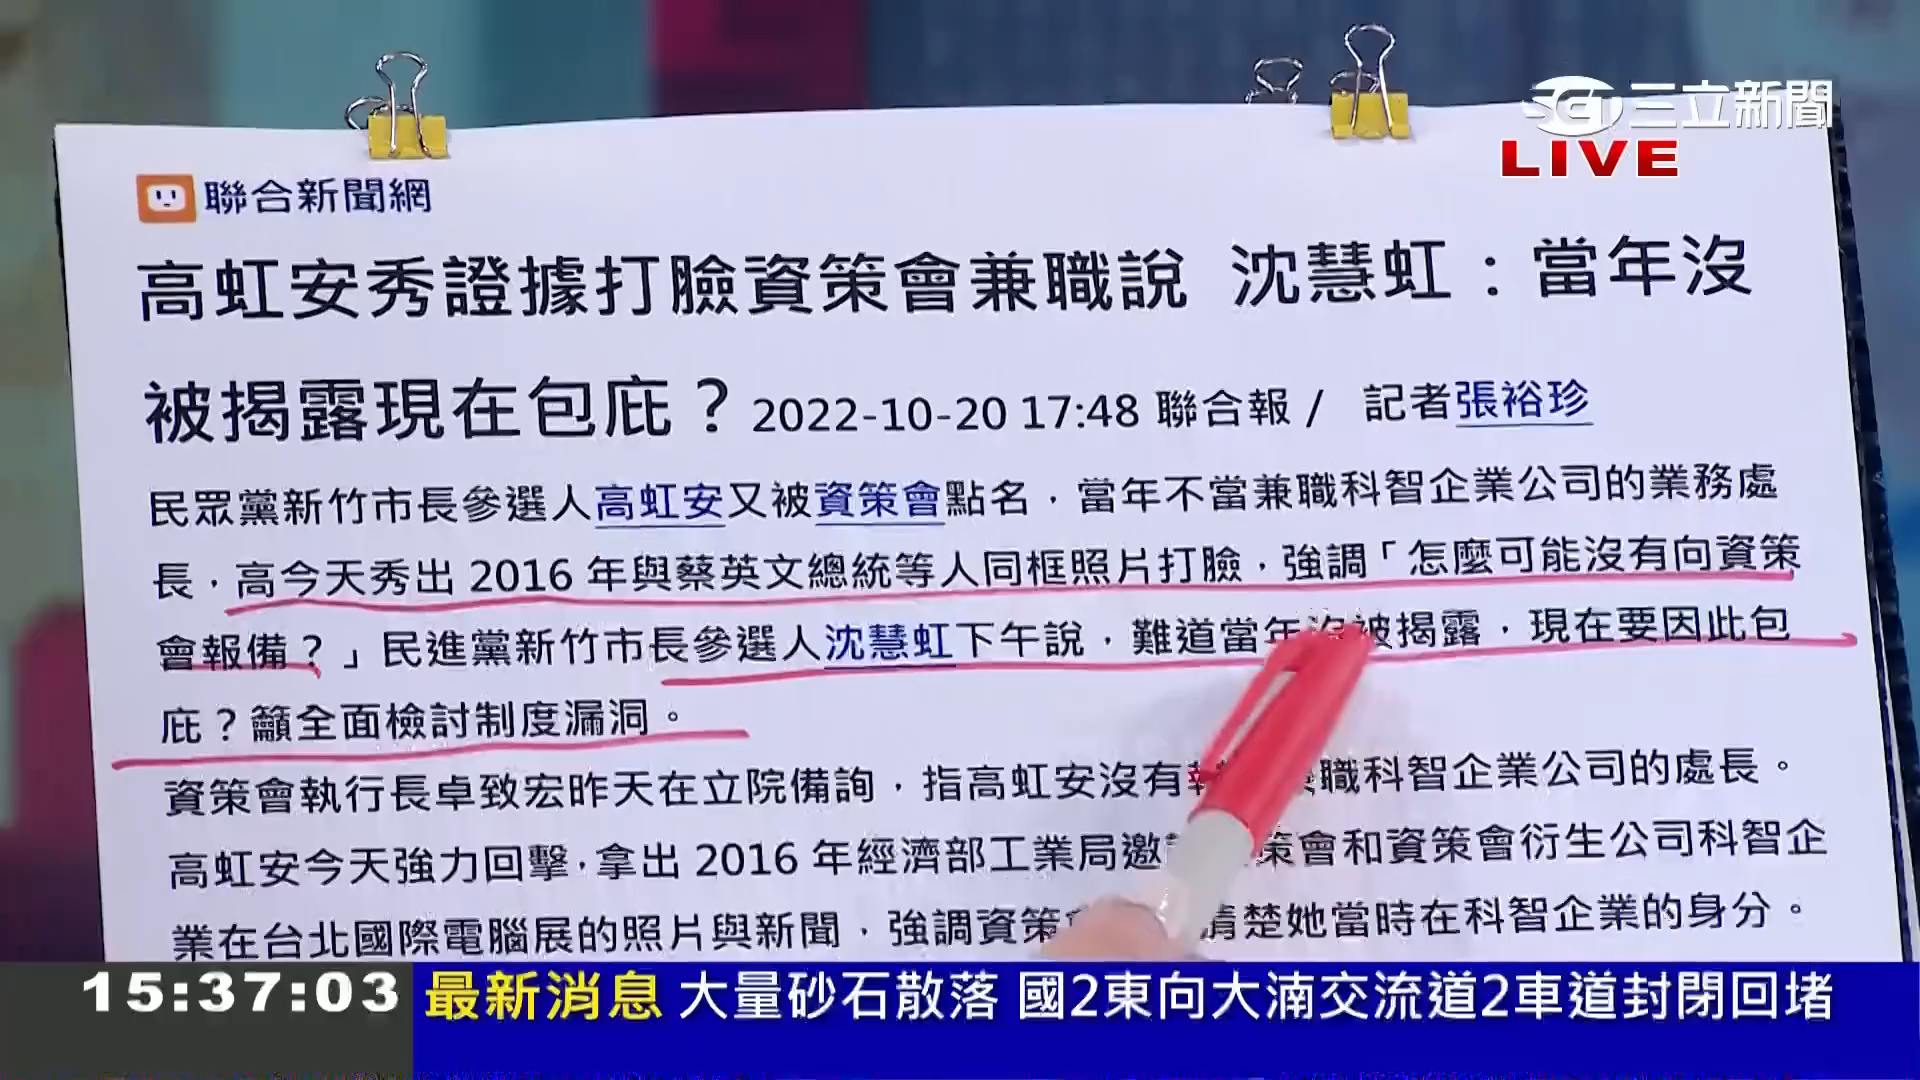 三立新聞
LIVE
聯合新聞網
高虹安秀證據打臉資策會兼職說 沈慧虹：當年沒
被揭露現在包庇？2022-10-20 17:48 聯合報 / 記者張裕珍
民眾黨新竹市長參選人高虹安又被資策會點名，當年不當兼職科智企業公司的業務處
長，高今天秀出 2016 年與蔡英文總統等人同框照片打臉，強調「怎麼可能沒有向資策
會報備？」民進黨新竹市長參選人沈慧虹下午說，難道當年沒被揭露，現在要因此包
庇？籲全面檢討制度漏洞。
資策會執行長卓致宏昨天在立院備詢，指高虹安沒有 職科智企業公司的處長。
高虹安今天強力回擊，拿出 2016 年經濟部工業局邀 策會和資策會衍生公司科智企
業在台北國際電腦展的照片與新聞，強調資策 清楚她當時在科智企業的身分。
15:37:03 最新消息 大量砂石散落 國2東向大湳交流道2車道封閉回堵